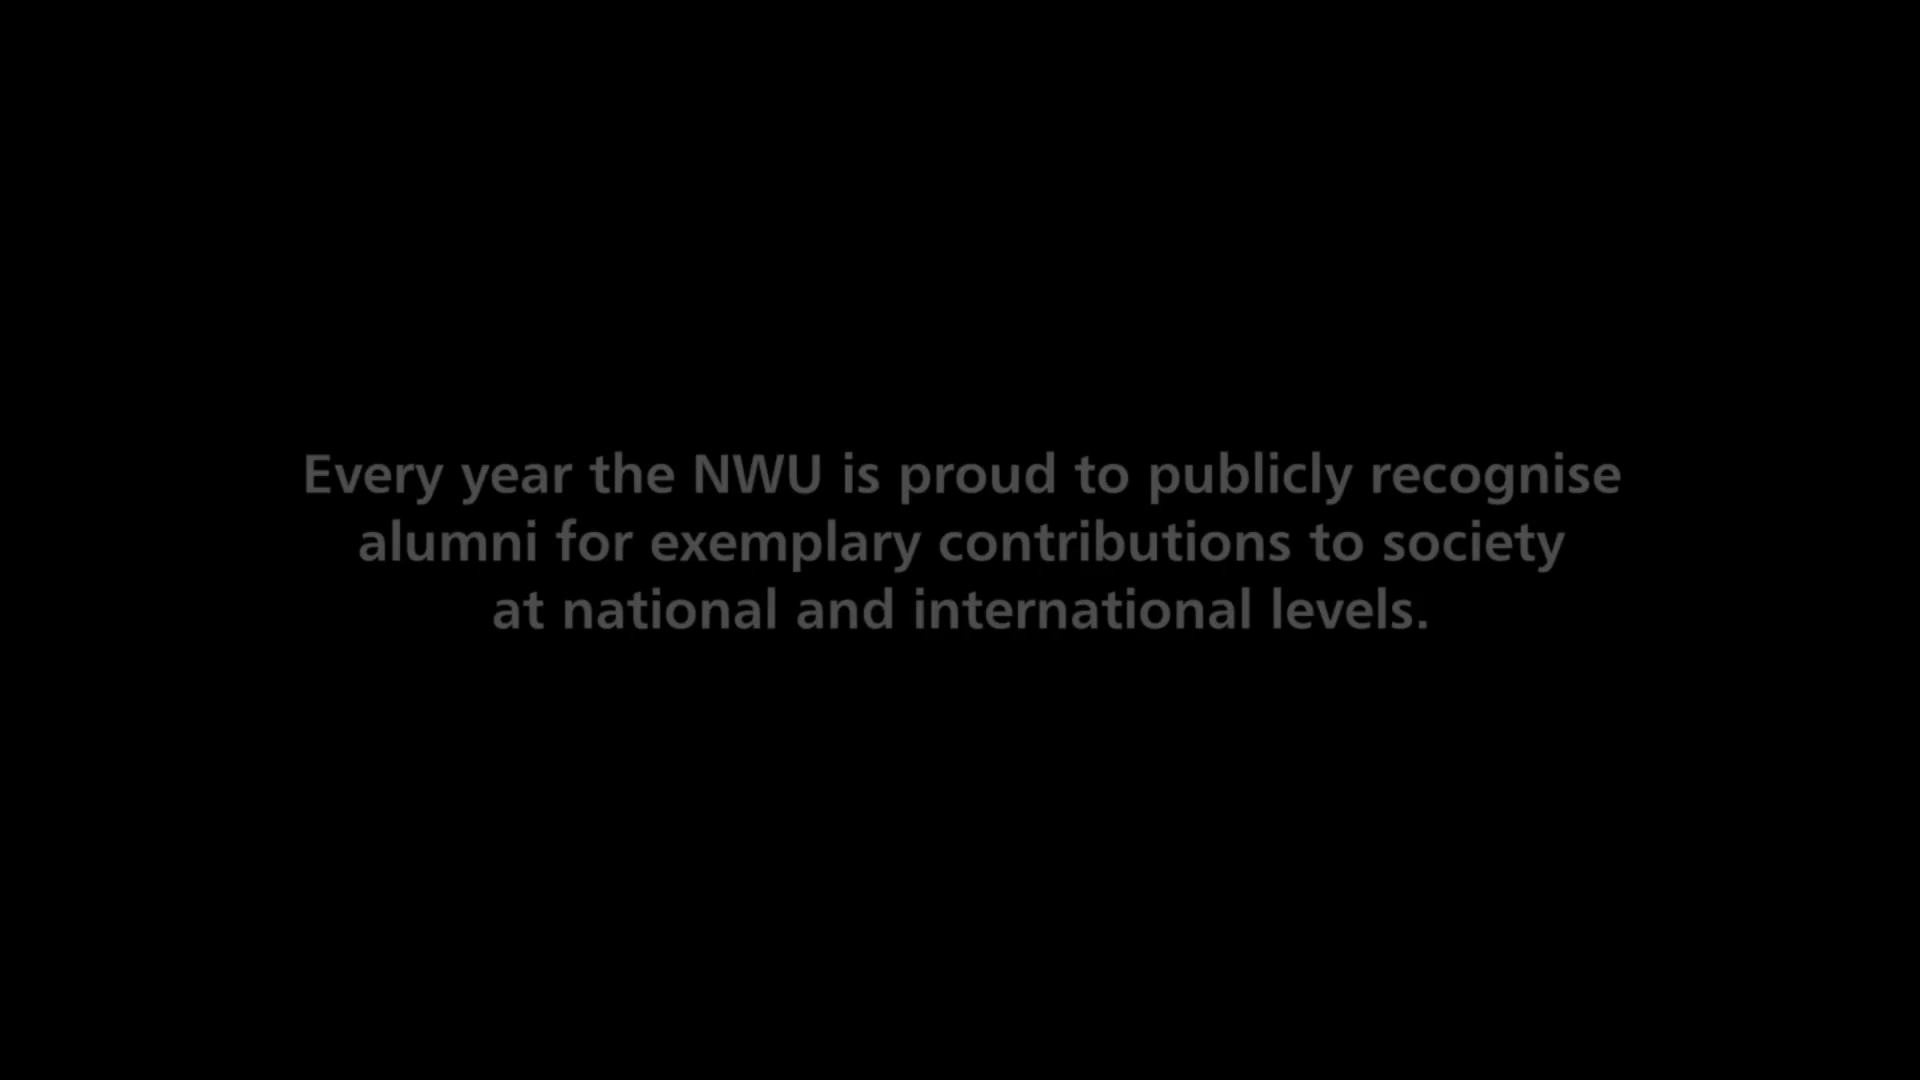 Every year the NWU is proud to publicly recognise
alumni for exemplary contributions to society
at national and international levels.